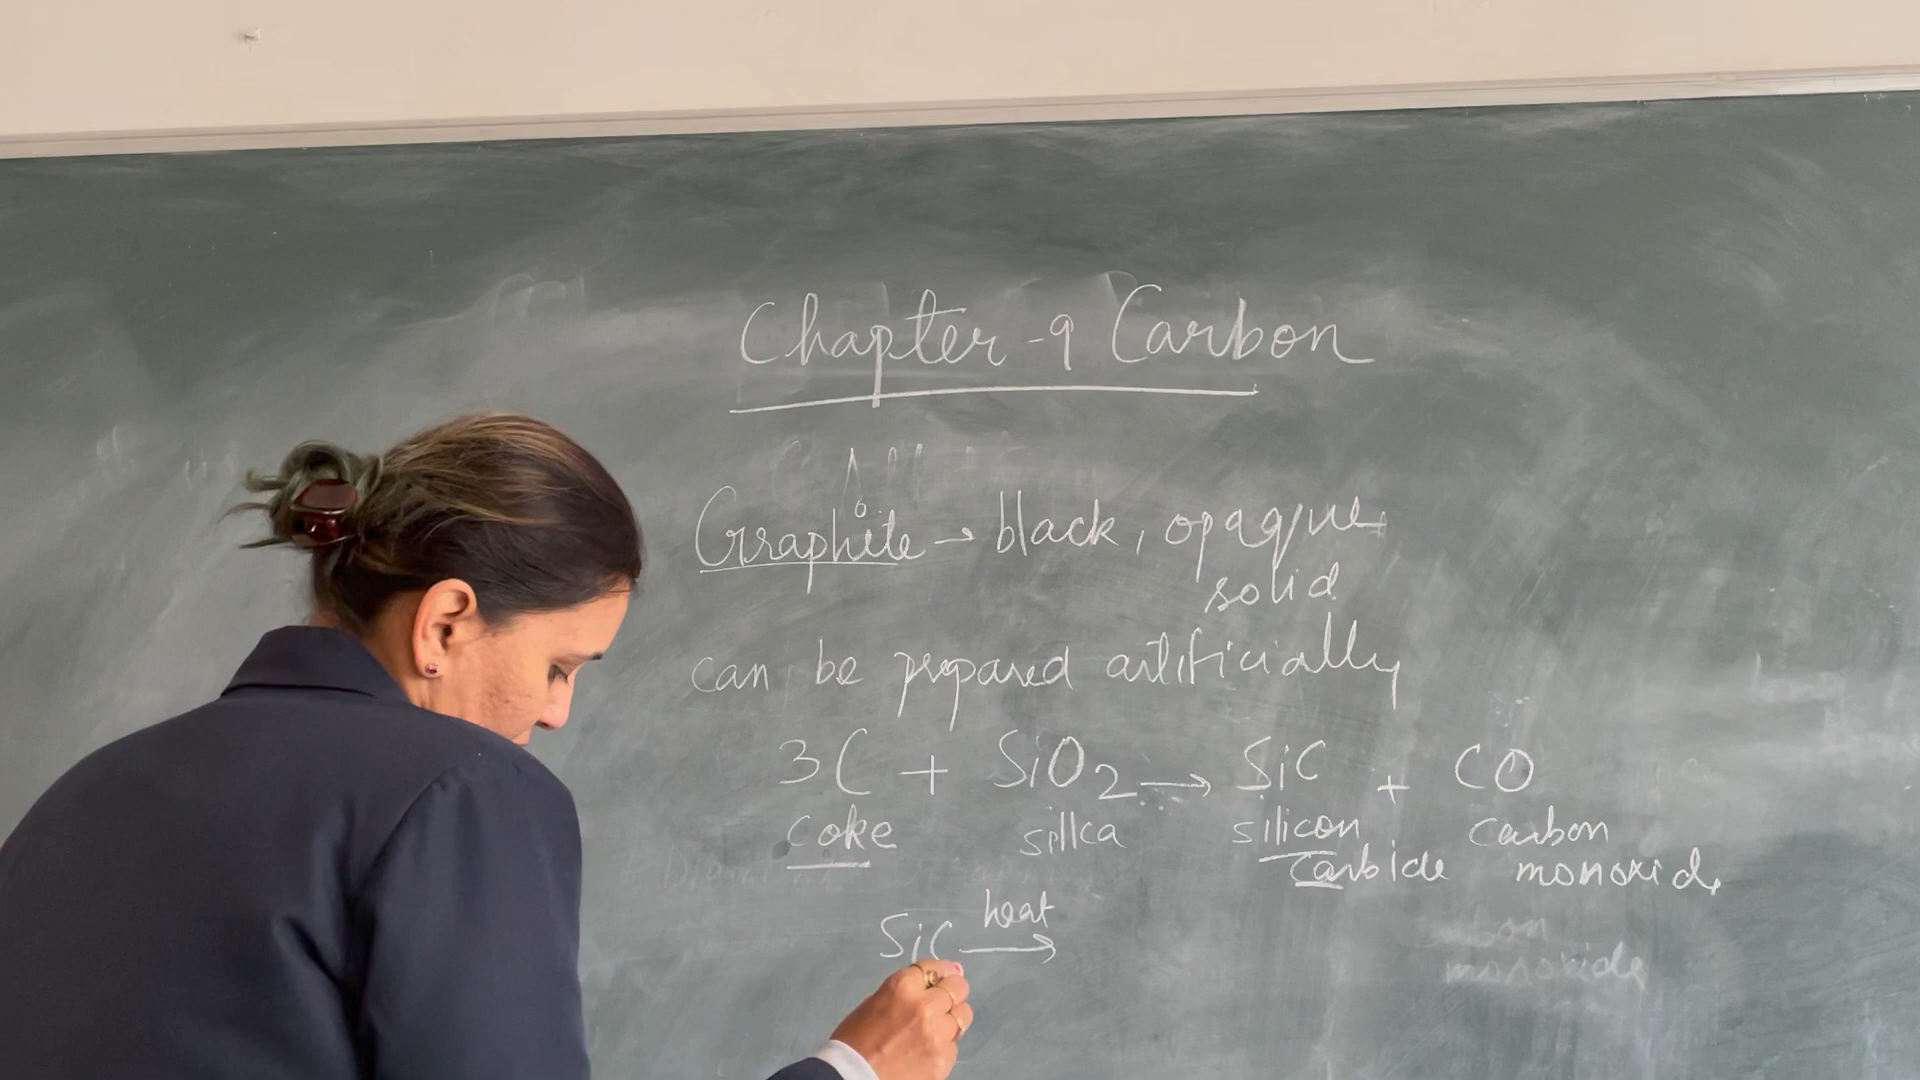 Chapter-9 Carbon
Graphite → black, opaque
solid
can be prepared artificially
3C + SiO2 → SiC + CO
coke silica silicon carbon
carbide monoxide
heat
SiC →
monoxide